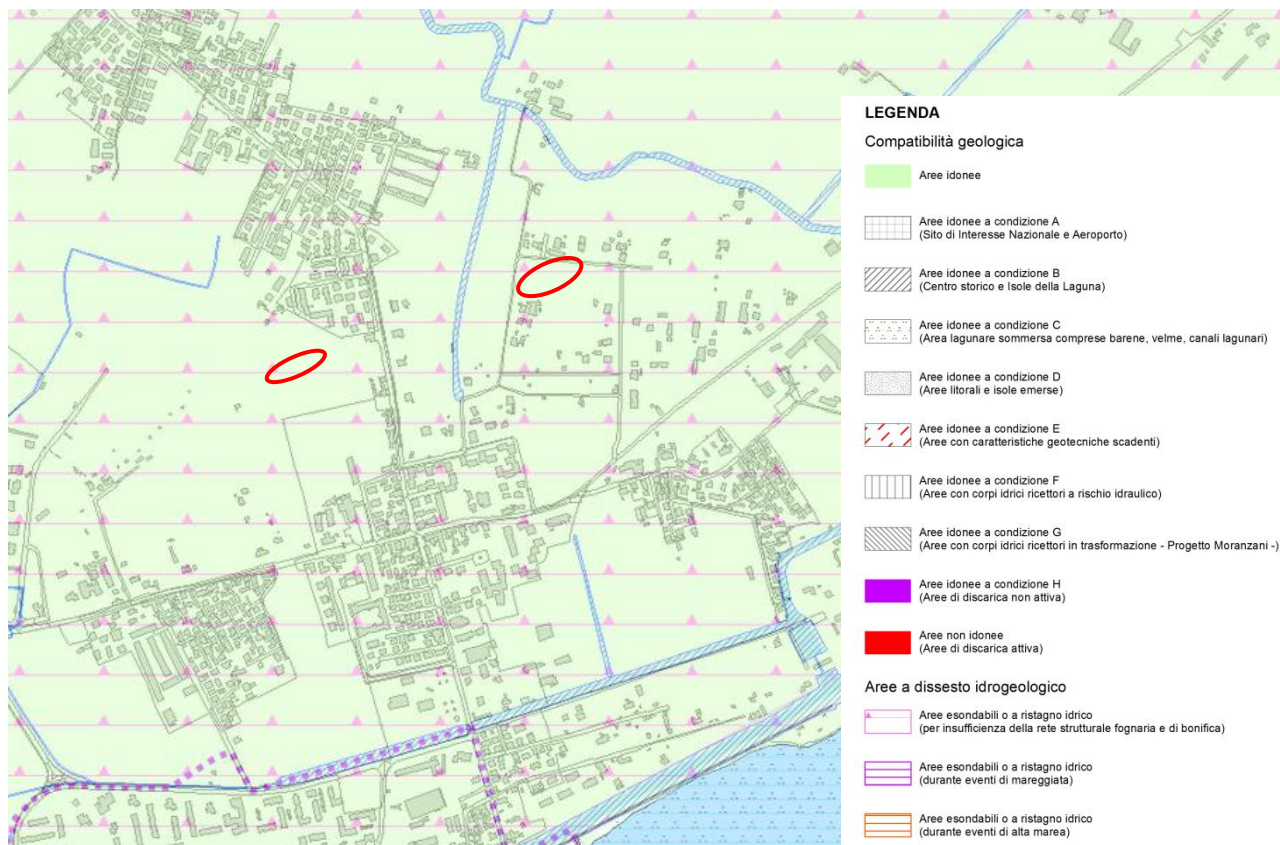 LEGENDA
Compatibilità geologica
Aree idonee
Aree idonee a condizione A
(Sito di Interesse Nazionale e Aeroporto)
Aree idonee a condizione B
(Centro storico e Isole della Laguna)
Aree idonee a condizione C
(Area lagunare sommersa comprese barene, velme, canali lagunari)
Aree idonee a condizione D
(Aree litorali e isole emerse)
Aree idonee a condizione E
(Aree con caratteristiche geotecniche scadenti)
Aree idonee a condizione F
(Aree con corpi idrici ricettori a rischio idraulico)
Aree idonee a condizione G
(Aree con corpi idrici ricettori in trasformazione - Progetto Moranzani -)
Aree idonee a condizione H
(Aree di discarica non attiva)
Aree non idonee
(Aree di discarica attiva)
Aree a dissesto idrogeologico
Aree esondabili o a ristagno idrico
(per insufficienza della rete strutturale fognaria e di bonifica)
Aree esondabili o a ristagno idrico
(durante eventi di mareggiata)
Aree esondabili o a ristagno idrico
(durante eventi di alta marea)